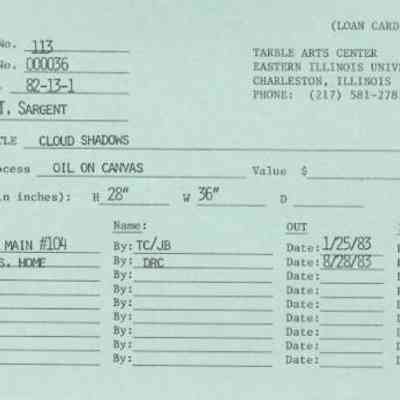 (LOAN CARD
No. 113
TARBLE ARTS CENTER
No. 000036
EASTERN ILLINOIS UNIV
82-13-1
CHARLESTON, ILLINOIS
T. SARGENT
PHONE: (217) 581-278
TLE CLOUD SHADOWS
ocess OIL ON CANVAS Value $
in inches): H 28" W 36" D
Name: OUT
MAIN #104 By: TC/JB Date: 1/25/83
S. HOME By: DRC Date: 8/28/83
By: Date:
By: Date:
By: Date:
By: Date:
By: Date:
By: Date:
By: Date: